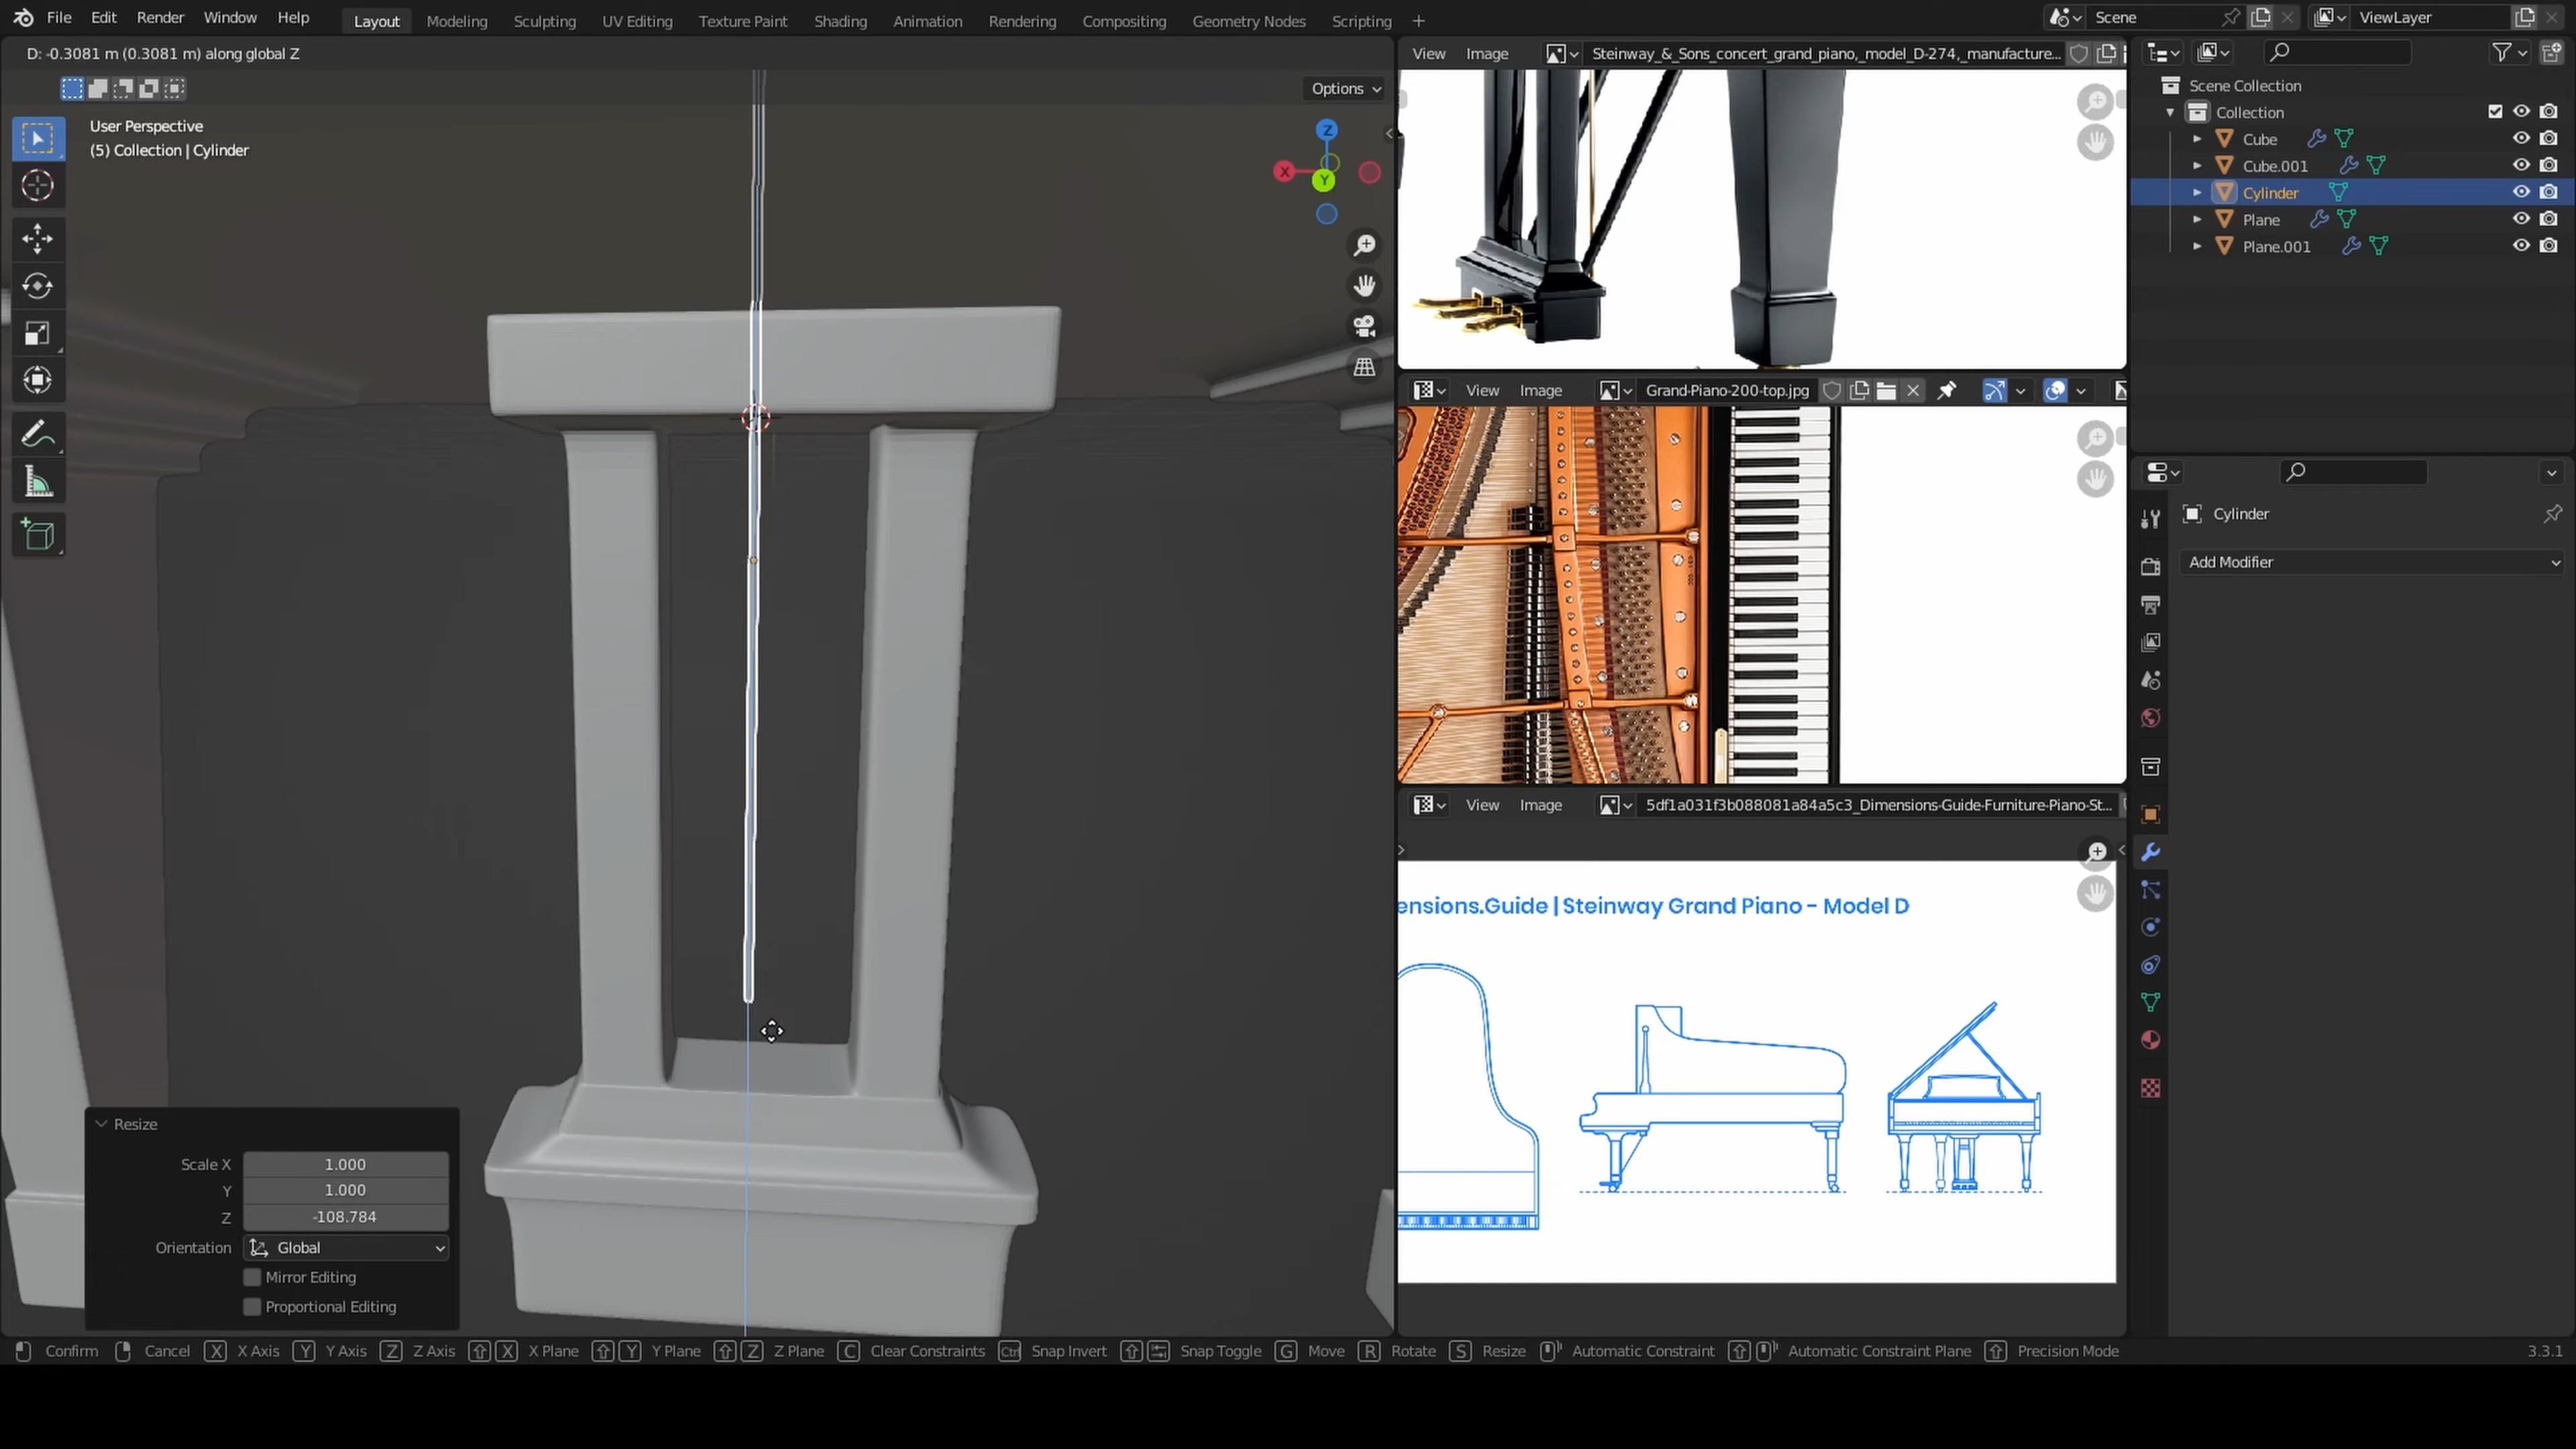 File Edit Render Window Help Layout Modeling Sculpting UV Editing Texture Paint Shading Animation Rendering Compositing Geometry Nodes Scripting + Scene ViewLayer
D: -0.3081 m (0.3081 m) along global Z
Options
User Perspective
(5) Collection | Cylinder
Z
X
Y
Resize
Scale X 1.000
Y 1.000
Z -108.784
Orientation Global
Mirror Editing
Proportional Editing
View Image Steinway_&_Sons_concert_grand_piano,_model_D-274,_manufacture...
View Image Grand-Piano-200-top.jpg
View Image 5df1a031f3b088081a84a5c3_Dimensions-Guide-Furniture-Piano-St...
ensions.Guide | Steinway Grand Piano - Model D
Scene Collection
Collection
Cube
Cube.001
Cylinder
Plane
Plane.001
Cylinder
Add Modifier
Confirm Cancel X X Axis Y Y Axis Z Z Axis X X Plane Y Y Plane Z Z Plane C Clear Constraints Ctrl Snap Invert Snap Toggle G Move R Rotate S Resize Automatic Constraint Automatic Constraint Plane Precision Mode 3.3.1